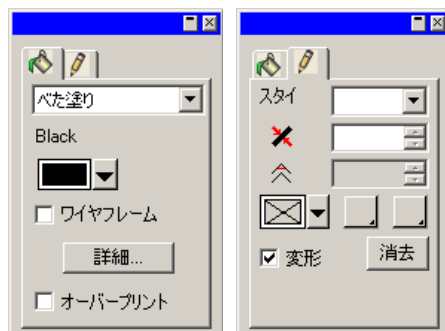 べた塗り
Black
ワイヤフレーム
詳細...
オーバープリント
スタイ
変形
消去